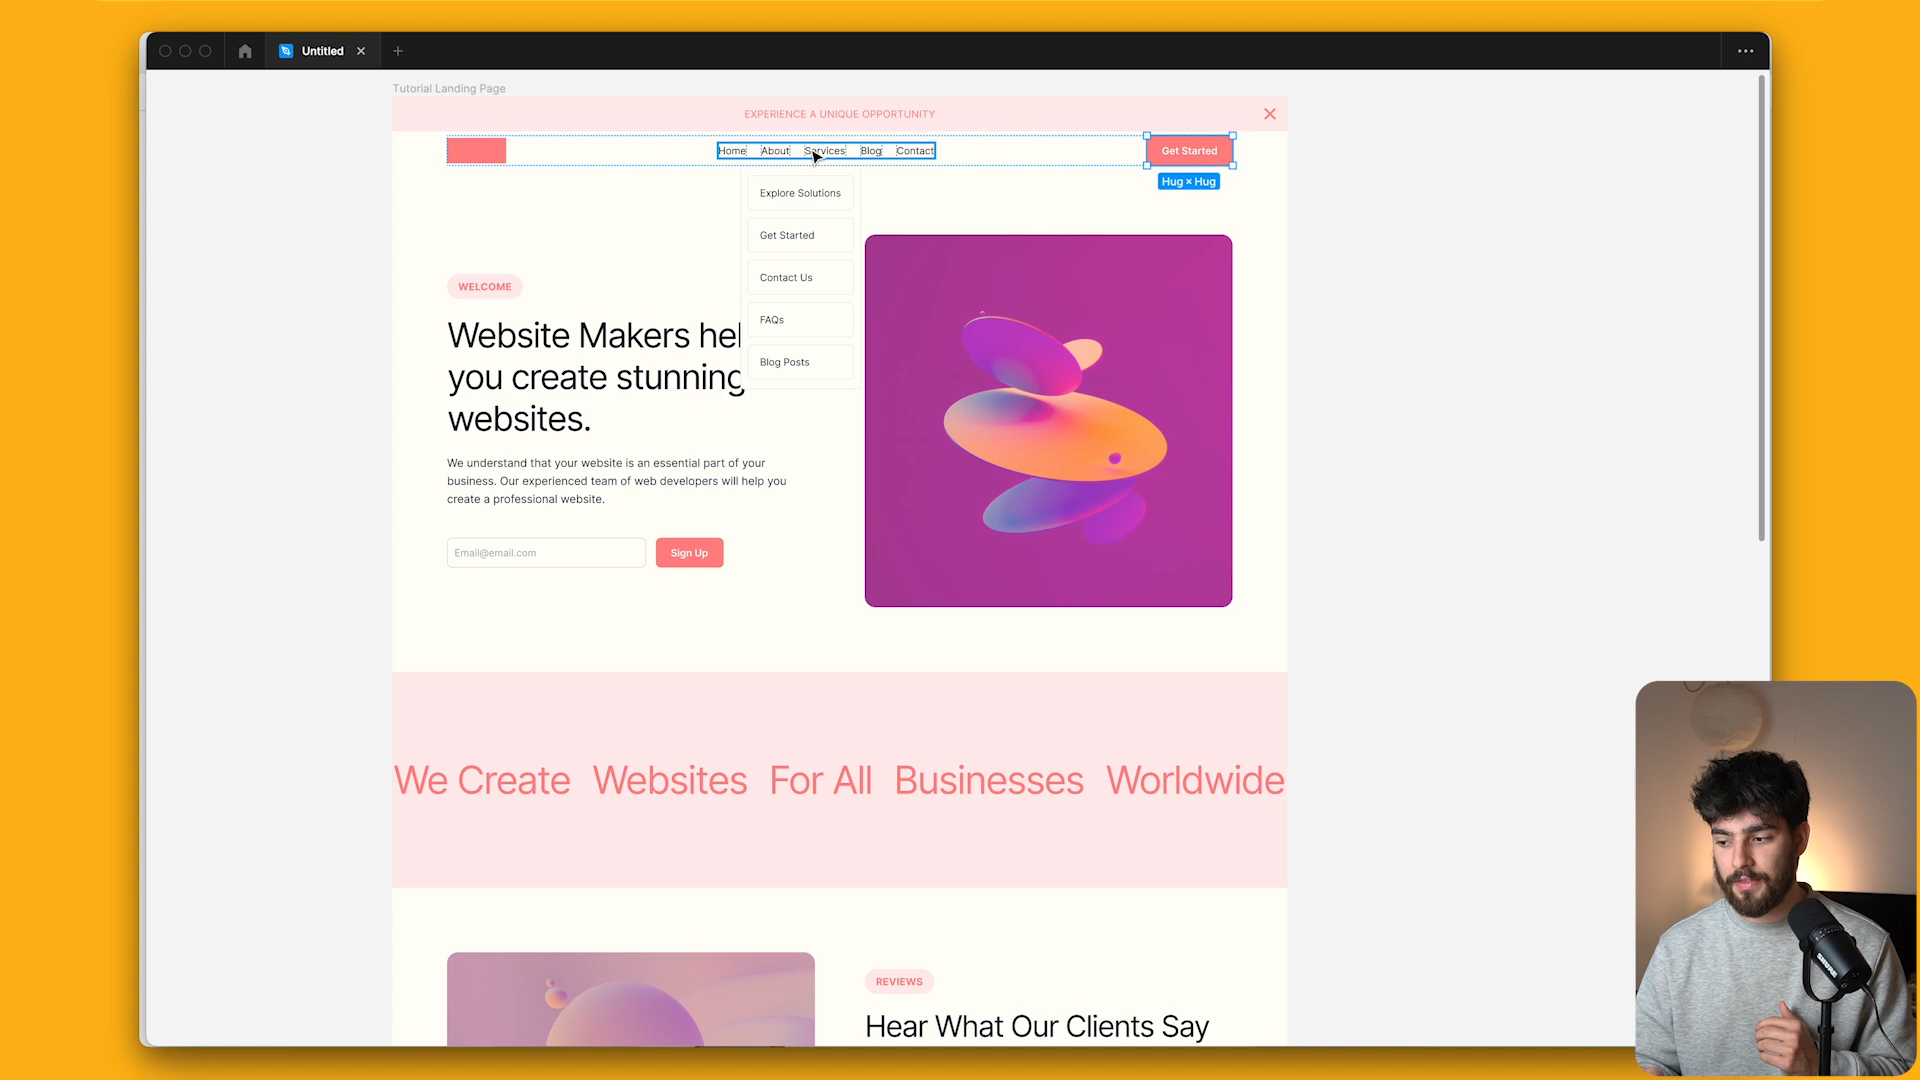 Untitled
Tutorial Landing Page
EXPERIENCE A UNIQUE OPPORTUNITY
Home About Services Blog Contact
Get Started
Hug × Hug
Explore Solutions
Get Started
Contact Us
FAQs
Blog Posts
WELCOME
Website Makers hel
you create stunning
websites.
We understand that your website is an essential part of your
business. Our experienced team of web developers will help you
create a professional website.
Email@email.com
Sign Up
We Create Websites For All Businesses Worldwide
REVIEWS
Hear What Our Clients Say
SHURE